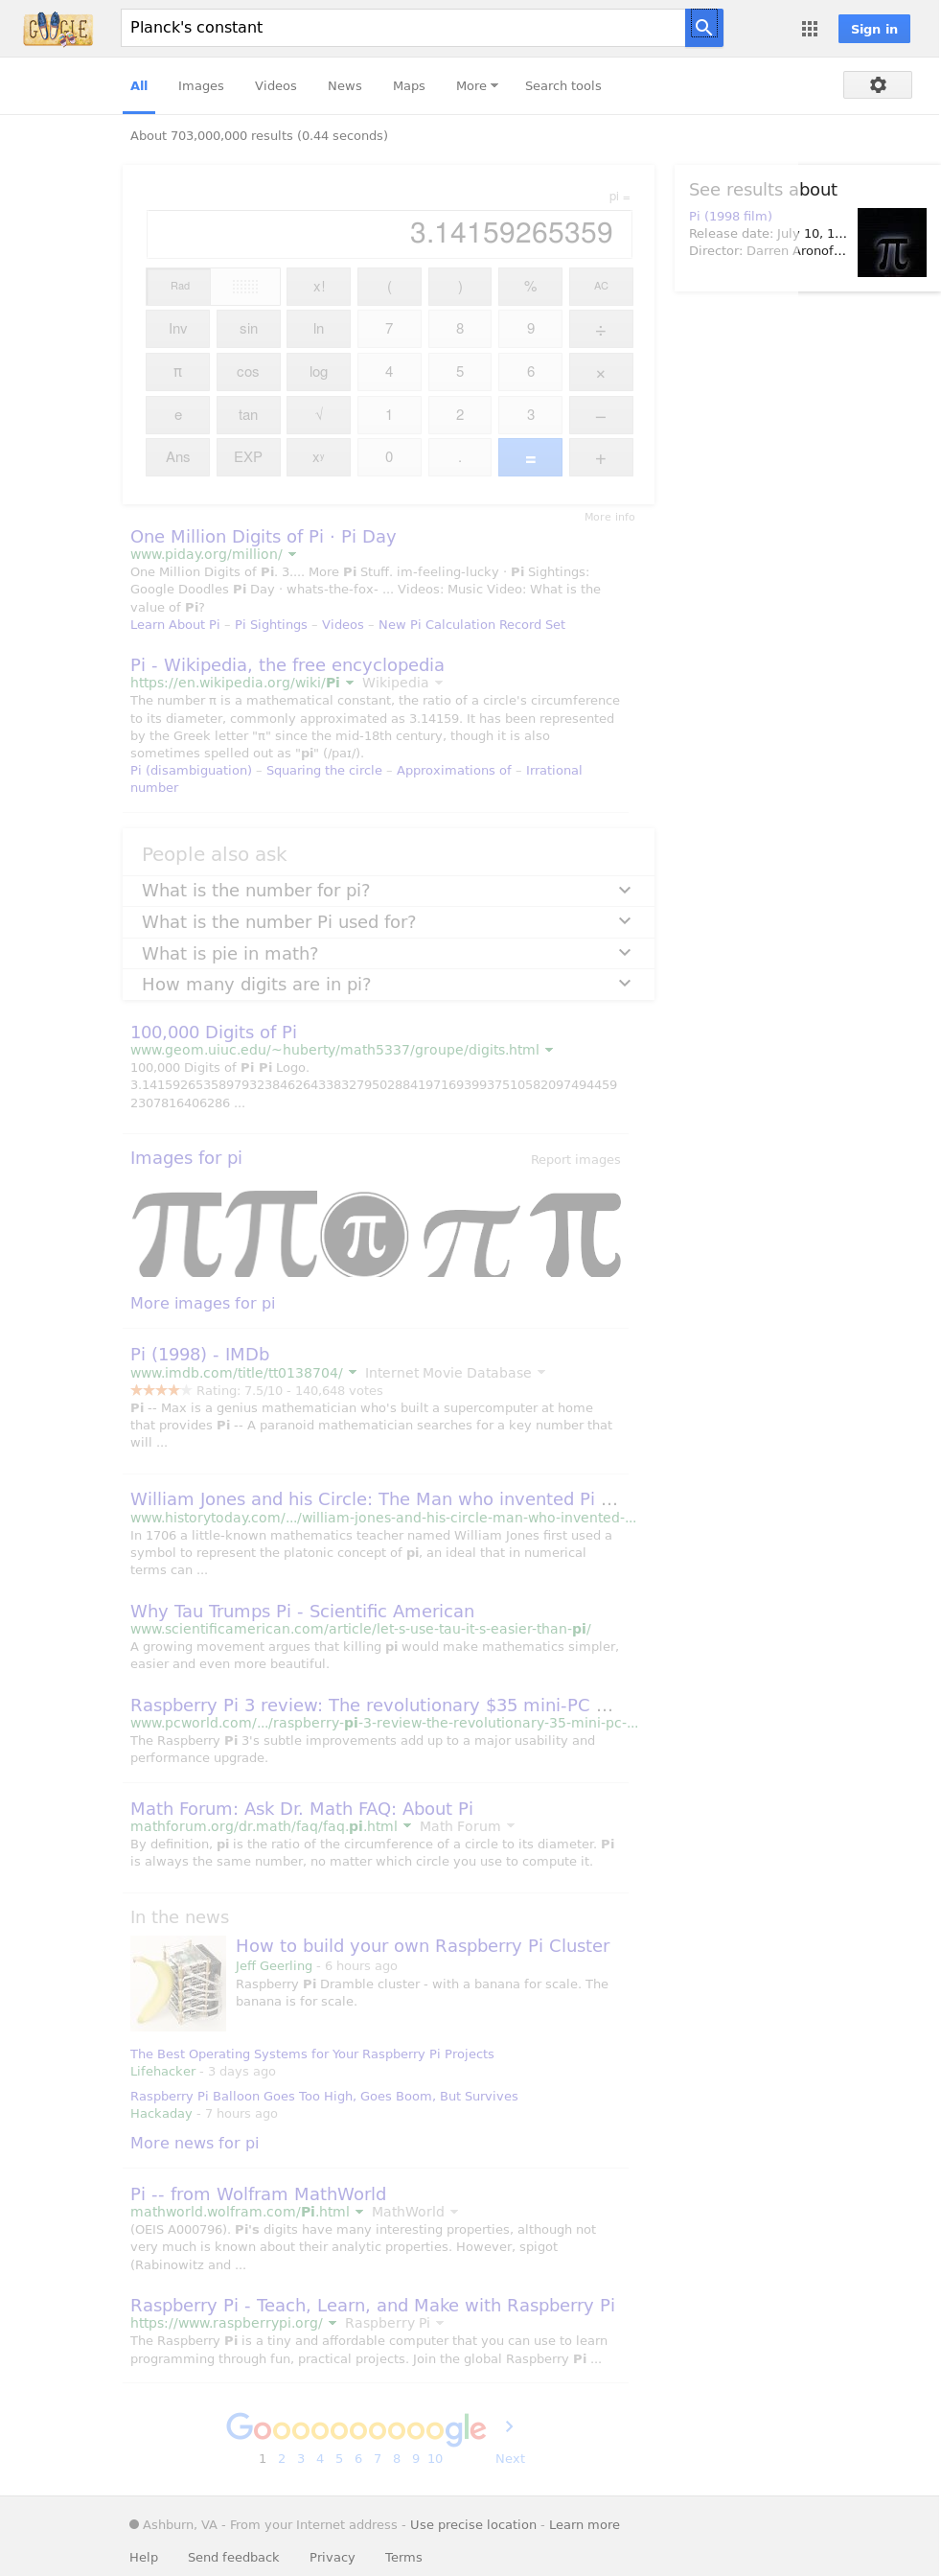 GOOGLE
Planck's constant
Sign in
All Images Videos News Maps More Search tools
About 703,000,000 results (0.44 seconds)
pi =
3.14159265359
Rad x! ( ) % AC
Inv sin ln 7 8 9 ÷
π cos log 4 5 6 ×
e tan √ 1 2 3 −
Ans EXP xʸ 0 . = +
More info
See results about
Pi (1998 film)
Release date: July 10, 1...
Director: Darren Aronof...
π
One Million Digits of Pi · Pi Day
www.piday.org/million/
One Million Digits of Pi. 3.... More Pi Stuff. im-feeling-lucky · Pi Sightings:
Google Doodles Pi Day · whats-the-fox- ... Videos: Music Video: What is the
value of Pi?
Learn About Pi – Pi Sightings – Videos – New Pi Calculation Record Set
Pi - Wikipedia, the free encyclopedia
https://en.wikipedia.org/wiki/Pi Wikipedia
The number π is a mathematical constant, the ratio of a circle's circumference
to its diameter, commonly approximated as 3.14159. It has been represented
by the Greek letter "π" since the mid-18th century, though it is also
sometimes spelled out as "pi" (/paɪ/).
Pi (disambiguation) – Squaring the circle – Approximations of – Irrational
number
People also ask
What is the number for pi?
What is the number Pi used for?
What is pie in math?
How many digits are in pi?
100,000 Digits of Pi
www.geom.uiuc.edu/~huberty/math5337/groupe/digits.html
100,000 Digits of Pi Pi Logo.
3.1415926535897932384626433832795028841971693993751058209749445​9
2307816406286 ...
Images for pi
Report images
π π π π π
More images for pi
Pi (1998) - IMDb
www.imdb.com/title/tt0138704/ Internet Movie Database
Rating: 7.5/10 - 140,648 votes
Pi -- Max is a genius mathematician who's built a supercomputer at home
that provides Pi -- A paranoid mathematician searches for a key number that
will ...
William Jones and his Circle: The Man who invented Pi ...
www.historytoday.com/.../william-jones-and-his-circle-man-who-invented-...
In 1706 a little-known mathematics teacher named William Jones first used a
symbol to represent the platonic concept of pi, an ideal that in numerical
terms can ...
Why Tau Trumps Pi - Scientific American
www.scientificamerican.com/article/let-s-use-tau-it-s-easier-than-pi/
A growing movement argues that killing pi would make mathematics simpler,
easier and even more beautiful.
Raspberry Pi 3 review: The revolutionary $35 mini-PC ...
www.pcworld.com/.../raspberry-pi-3-review-the-revolutionary-35-mini-pc-...
The Raspberry Pi 3's subtle improvements add up to a major usability and
performance upgrade.
Math Forum: Ask Dr. Math FAQ: About Pi
mathforum.org/dr.math/faq/faq.pi.html Math Forum
By definition, pi is the ratio of the circumference of a circle to its diameter. Pi
is always the same number, no matter which circle you use to compute it.
In the news
How to build your own Raspberry Pi Cluster
Jeff Geerling - 6 hours ago
Raspberry Pi Dramble cluster - with a banana for scale. The
banana is for scale.
The Best Operating Systems for Your Raspberry Pi Projects
Lifehacker - 3 days ago
Raspberry Pi Balloon Goes Too High, Goes Boom, But Survives
Hackaday - 7 hours ago
More news for pi
Pi -- from Wolfram MathWorld
mathworld.wolfram.com/Pi.html MathWorld
(OEIS A000796). Pi's digits have many interesting properties, although not
very much is known about their analytic properties. However, spigot
(Rabinowitz and ...
Raspberry Pi - Teach, Learn, and Make with Raspberry Pi
https://www.raspberrypi.org/ Raspberry Pi
The Raspberry Pi is a tiny and affordable computer that you can use to learn
programming through fun, practical projects. Join the global Raspberry Pi ...
Goooooooooogle
1 2 3 4 5 6 7 8 9 10 Next
Ashburn, VA - From your Internet address - Use precise location - Learn more
Help Send feedback Privacy Terms